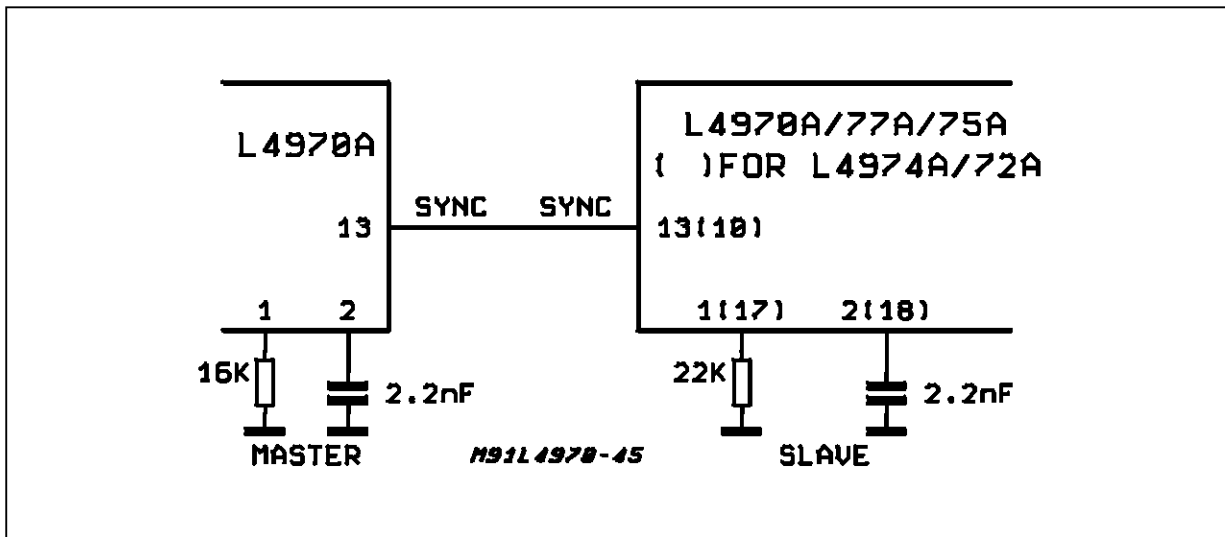 L4970A
L4970A/77A/75A
( )FOR L4974A/72A
SYNC SYNC
13
13(10)
1 2
1(17) 2(18)
16K
2.2nF
22K
2.2nF
MASTER
M91L4970-45
SLAVE